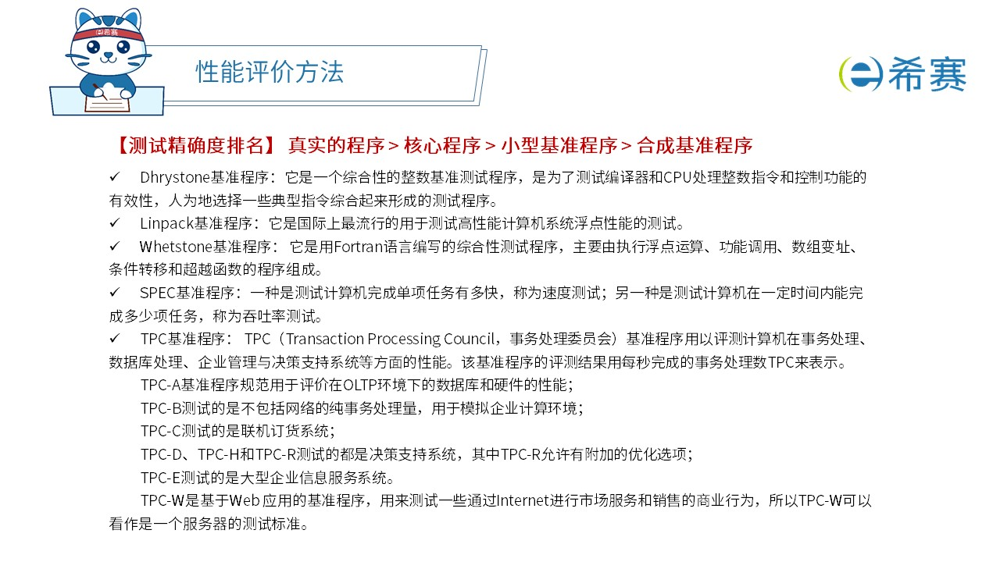 希赛
性能评价方法
希赛
【测试精确度排名】 真实的程序 > 核心程序 > 小型基准程序 > 合成基准程序
✓ Dhrystone基准程序：它是一个综合性的整数基准测试程序，是为了测试编译器和CPU处理整数指令和控制功能的
有效性，人为地选择一些典型指令综合起来形成的测试程序。
✓ Linpack基准程序：它是国际上最流行的用于测试高性能计算机系统浮点性能的测试。
✓ Whetstone基准程序： 它是用Fortran语言编写的综合性测试程序，主要由执行浮点运算、功能调用、数组变址、
条件转移和超越函数的程序组成。
✓ SPEC基准程序：一种是测试计算机完成单项任务有多快，称为速度测试；另一种是测试计算机在一定时间内能完
成多少项任务，称为吞吐率测试。
✓ TPC基准程序： TPC（Transaction Processing Council，事务处理委员会）基准程序用以评测计算机在事务处理、
数据库处理、企业管理与决策支持系统等方面的性能。该基准程序的评测结果用每秒完成的事务处理数TPC来表示。
TPC-A基准程序规范用于评价在OLTP环境下的数据库和硬件的性能；
TPC-B测试的是不包括网络的纯事务处理量，用于模拟企业计算环境；
TPC-C测试的是联机订货系统；
TPC-D、TPC-H和TPC-R测试的都是决策支持系统，其中TPC-R允许有附加的优化选项；
TPC-E测试的是大型企业信息服务系统。
TPC-W是基于Web 应用的基准程序，用来测试一些通过Internet进行市场服务和销售的商业行为，所以TPC-W可以
看作是一个服务器的测试标准。